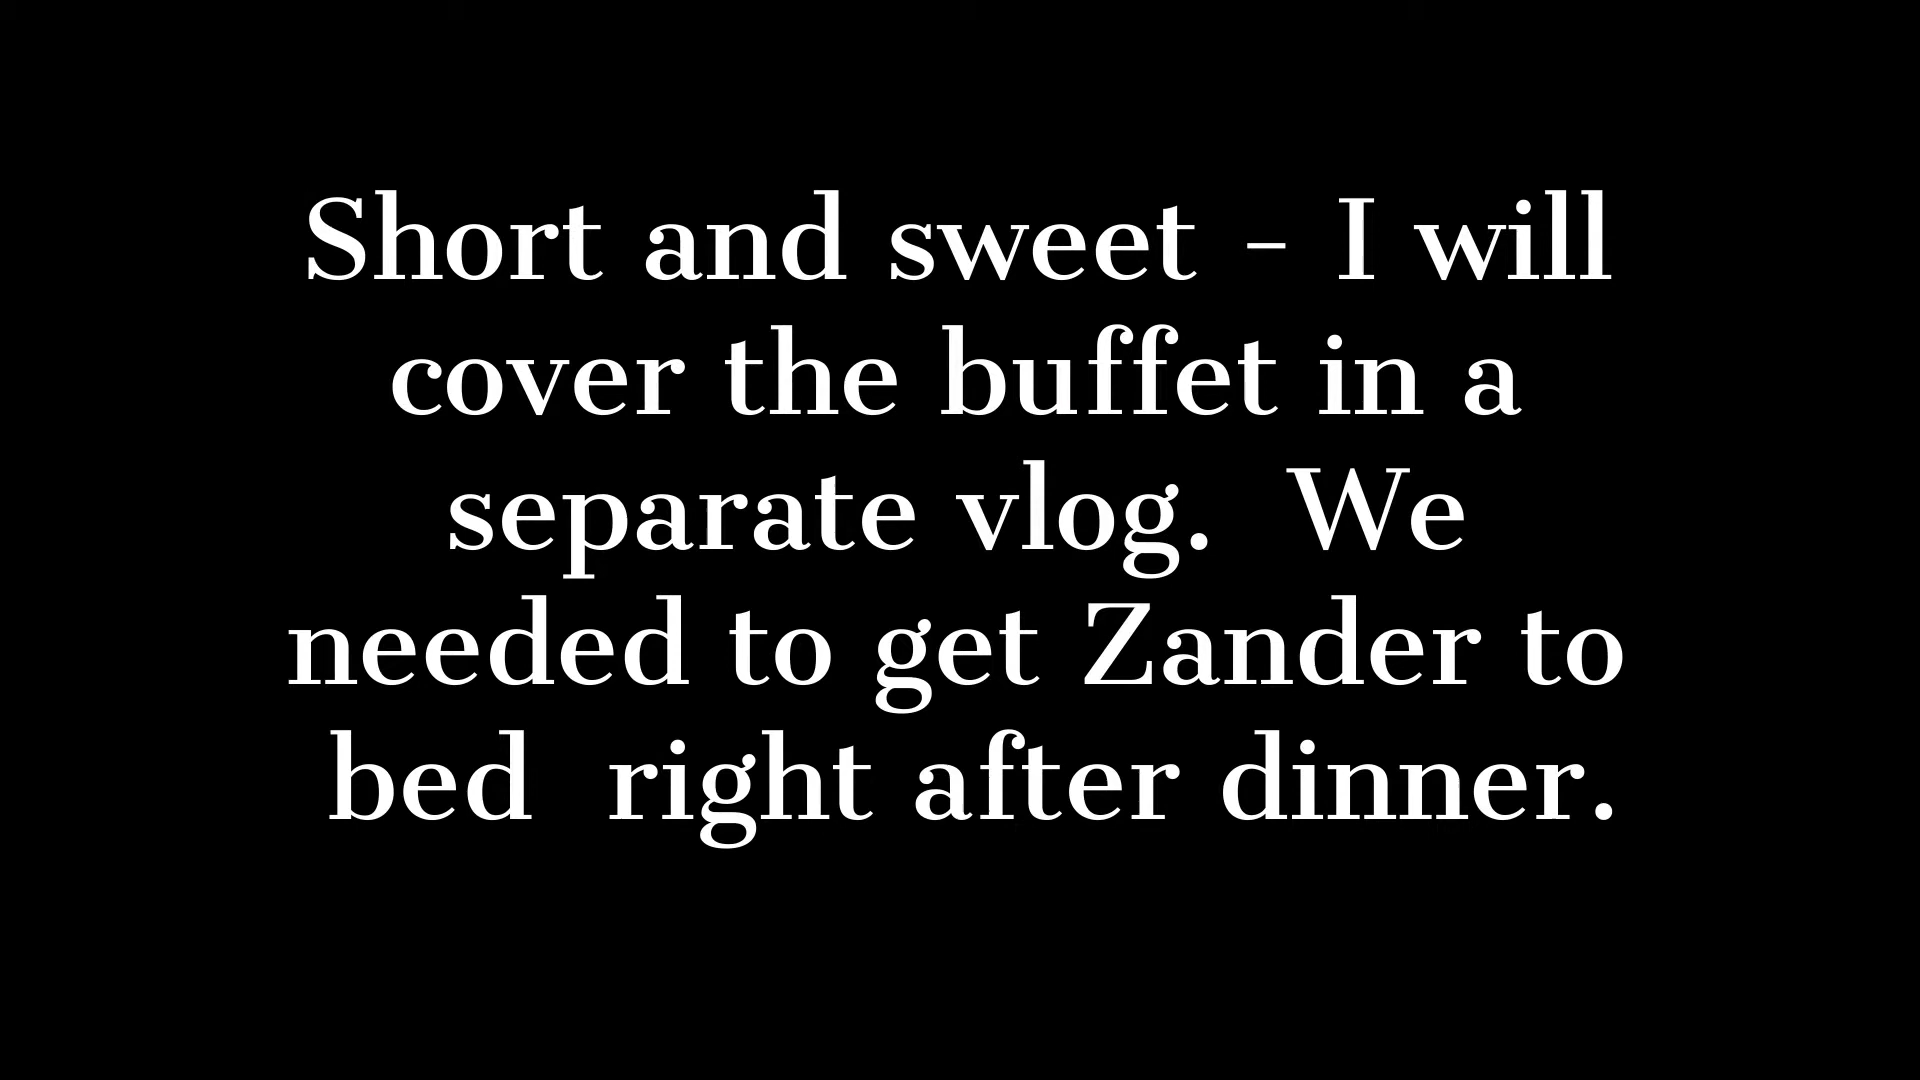 Short and sweet - I will
cover the buffet in a
separate vlog.  We
needed to get Zander to
bed  right after dinner.